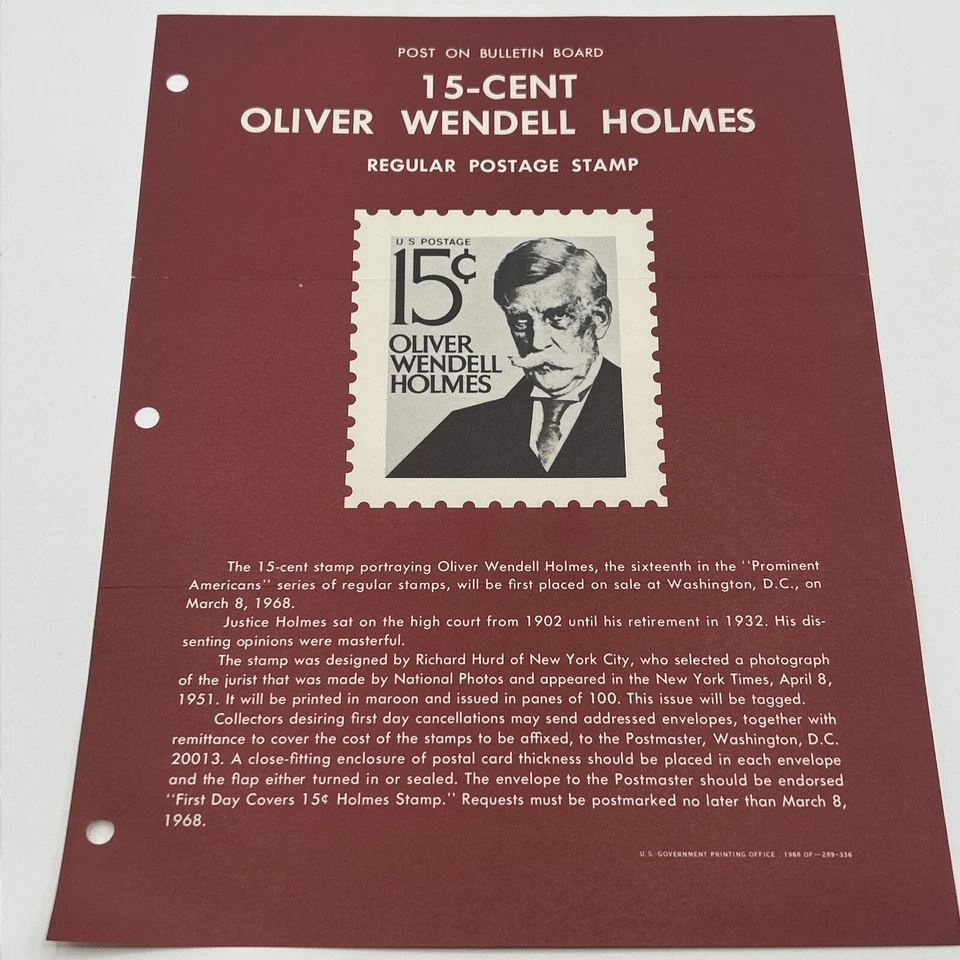 POST ON BULLETIN BOARD
15-CENT
OLIVER WENDELL HOLMES
REGULAR POSTAGE STAMP
U S POSTAGE
15¢
OLIVER
WENDELL
HOLMES
The 15-cent stamp portraying Oliver Wendell Holmes, the sixteenth in the "Prominent
Americans" series of regular stamps, will be first placed on sale at Washington, D.C., on
March 8, 1968.
Justice Holmes sat on the high court from 1902 until his retirement in 1932. His dis-
senting opinions were masterful.
The stamp was designed by Richard Hurd of New York City, who selected a photograph
of the jurist that was made by National Photos and appeared in the New York Times, April 8,
1951. It will be printed in maroon and issued in panes of 100. This issue will be tagged.
Collectors desiring first day cancellations may send addressed envelopes, together with
remittance to cover the cost of the stamps to be affixed, to the Postmaster, Washington, D.C.
20013. A close-fitting enclosure of postal card thickness should be placed in each envelope
and the flap either turned in or sealed. The envelope to the Postmaster should be endorsed
"First Day Covers 15¢ Holmes Stamp." Requests must be postmarked no later than March 8,
1968.
U.S. GOVERNMENT PRINTING OFFICE : 1968 OF—289-336